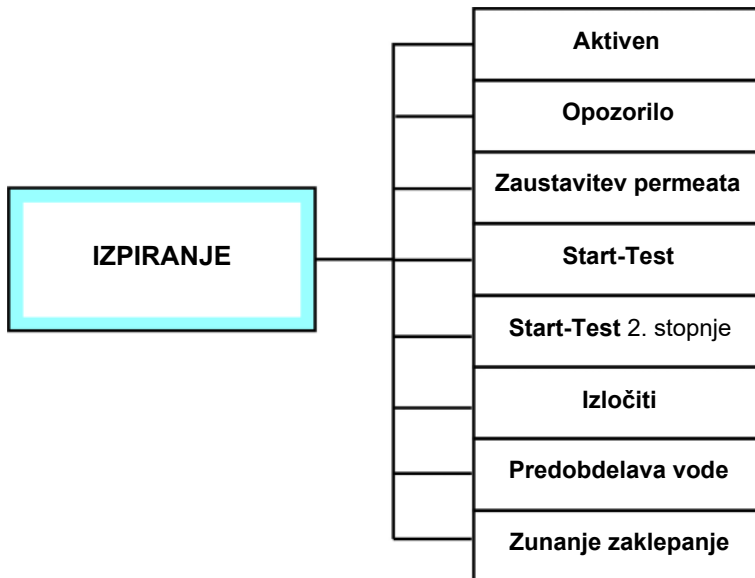 IZPIRANJE
Aktiven
Opozorilo
Zaustavitev permeata
Start-Test
Start-Test 2. stopnje
Izločiti
Predobdelava vode
Zunanje zaklepanje